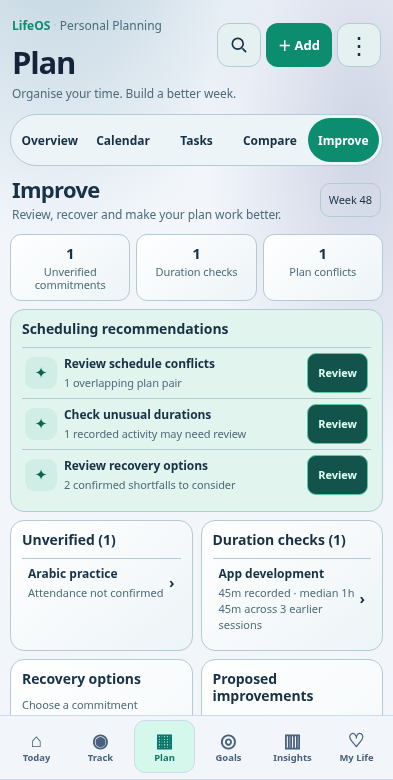 LifeOS Personal Planning
Plan
+ Add
Organise your time. Build a better week.
Overview Calendar Tasks Compare Improve
Improve
Review, recover and make your plan work better.
Week 48
1
Unverified
commitments
1
Duration checks
1
Plan conflicts
Scheduling recommendations
Review schedule conflicts
1 overlapping plan pair
Review
Check unusual durations
1 recorded activity may need review
Review
Review recovery options
2 confirmed shortfalls to consider
Review
Unverified (1)
Arabic practice
Attendance not confirmed
Duration checks (1)
App development
45m recorded · median 1h
45m across 3 earlier
sessions
Recovery options
Choose a commitment
Proposed
improvements
Today Track Plan Goals Insights My Life